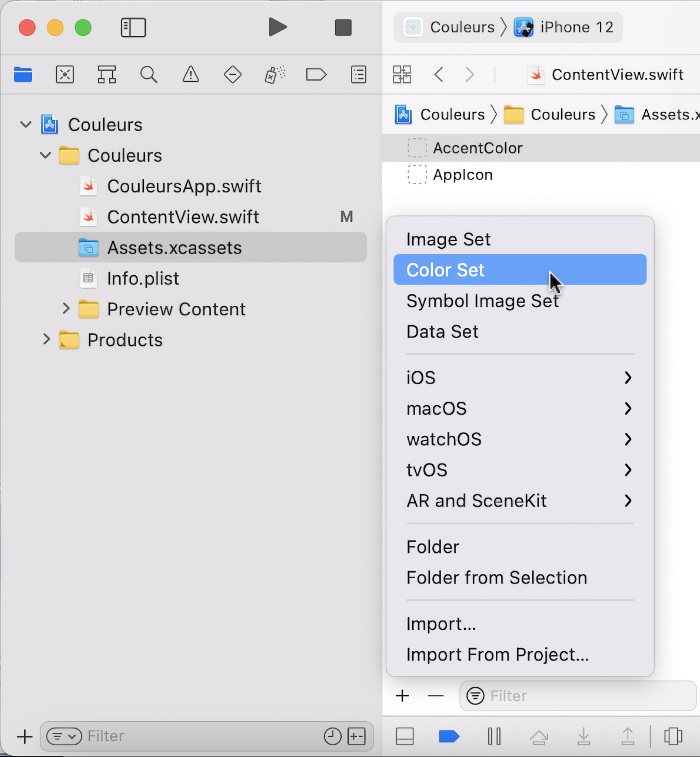 Couleurs iPhone 12
ContentView.swift
Couleurs Couleurs Assets.x
Couleurs
Couleurs
CouleursApp.swift
ContentView.swift M
Assets.xcassets
Info.plist
Preview Content
Products
AccentColor
AppIcon
Image Set
Color Set
Symbol Image Set
Data Set
iOS
macOS
watchOS
tvOS
AR and SceneKit
Folder
Folder from Selection
Import...
Import From Project...
Filter
Filter